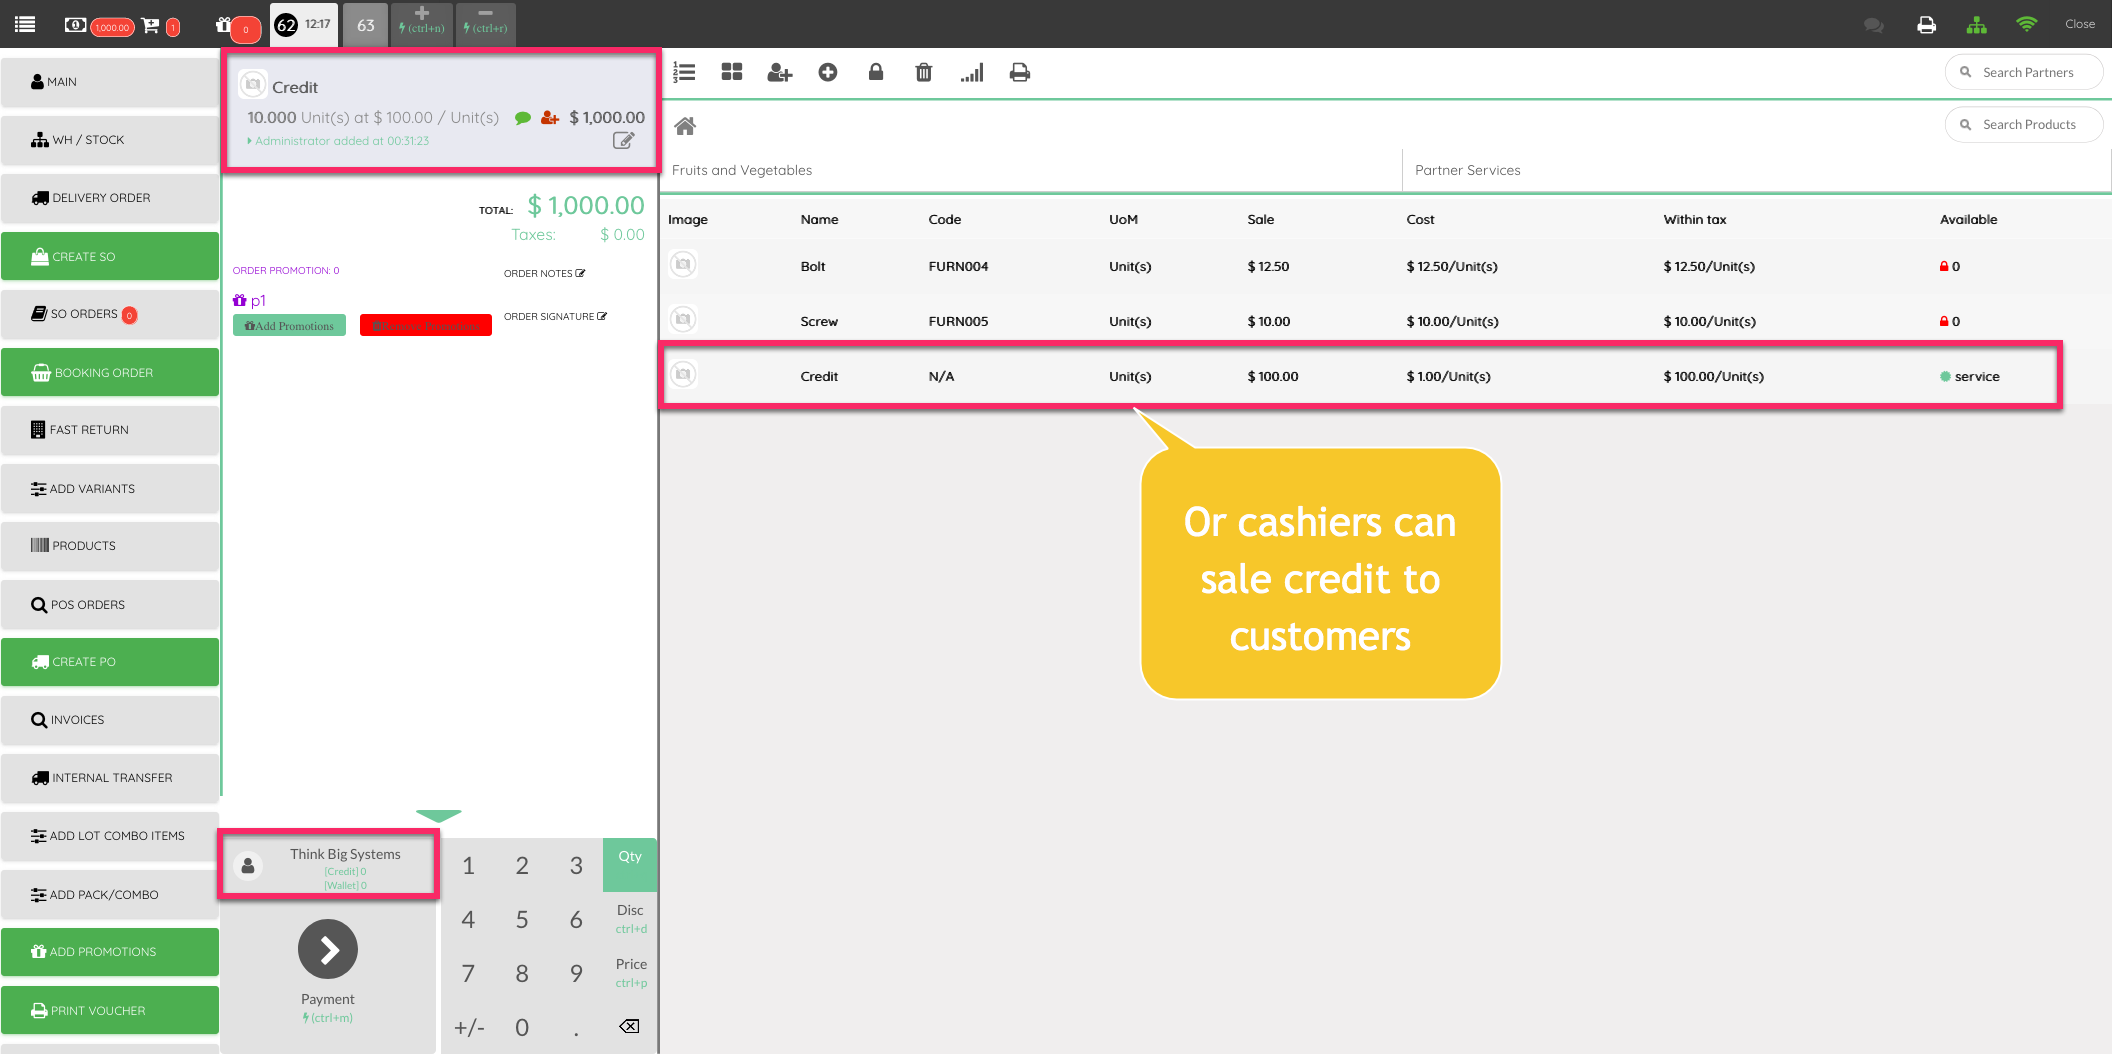 1,000.00
1
0
62 12:17
63
(ctrl+n)
(ctrl+r)
Close
MAIN
WH / STOCK
DELIVERY ORDER
CREATE SO
SO ORDERS 0
BOOKING ORDER
FAST RETURN
ADD VARIANTS
PRODUCTS
POS ORDERS
CREATE PO
INVOICES
INTERNAL TRANSFER
ADD LOT COMBO ITEMS
ADD PACK/COMBO
ADD PROMOTIONS
PRINT VOUCHER
Credit
10.000 Unit(s) at $ 100.00 / Unit(s) $ 1,000.00
Administrator added at 00:31:23
TOTAL: $ 1,000.00
Taxes: $ 0.00
ORDER PROMOTION: 0
ORDER NOTES
p1
ORDER SIGNATURE
Add Promotions
Remove Promotions
Think Big Systems
[Credit] 0
[Wallet] 0
Payment
(ctrl+m)
1 2 3 Qty
4 5 6 Disc
ctrl+d
7 8 9 Price
ctrl+p
+/- 0 .
Search Partners
Search Products
Fruits and Vegetables
Partner Services
Image Name Code UoM Sale Cost Within tax Available
Bolt FURN004 Unit(s) $ 12.50 $ 12.50/Unit(s) $ 12.50/Unit(s) 0
Screw FURN005 Unit(s) $ 10.00 $ 10.00/Unit(s) $ 10.00/Unit(s) 0
Credit N/A Unit(s) $ 100.00 $ 1.00/Unit(s) $ 100.00/Unit(s) service
Or cashiers can
sale credit to
customers